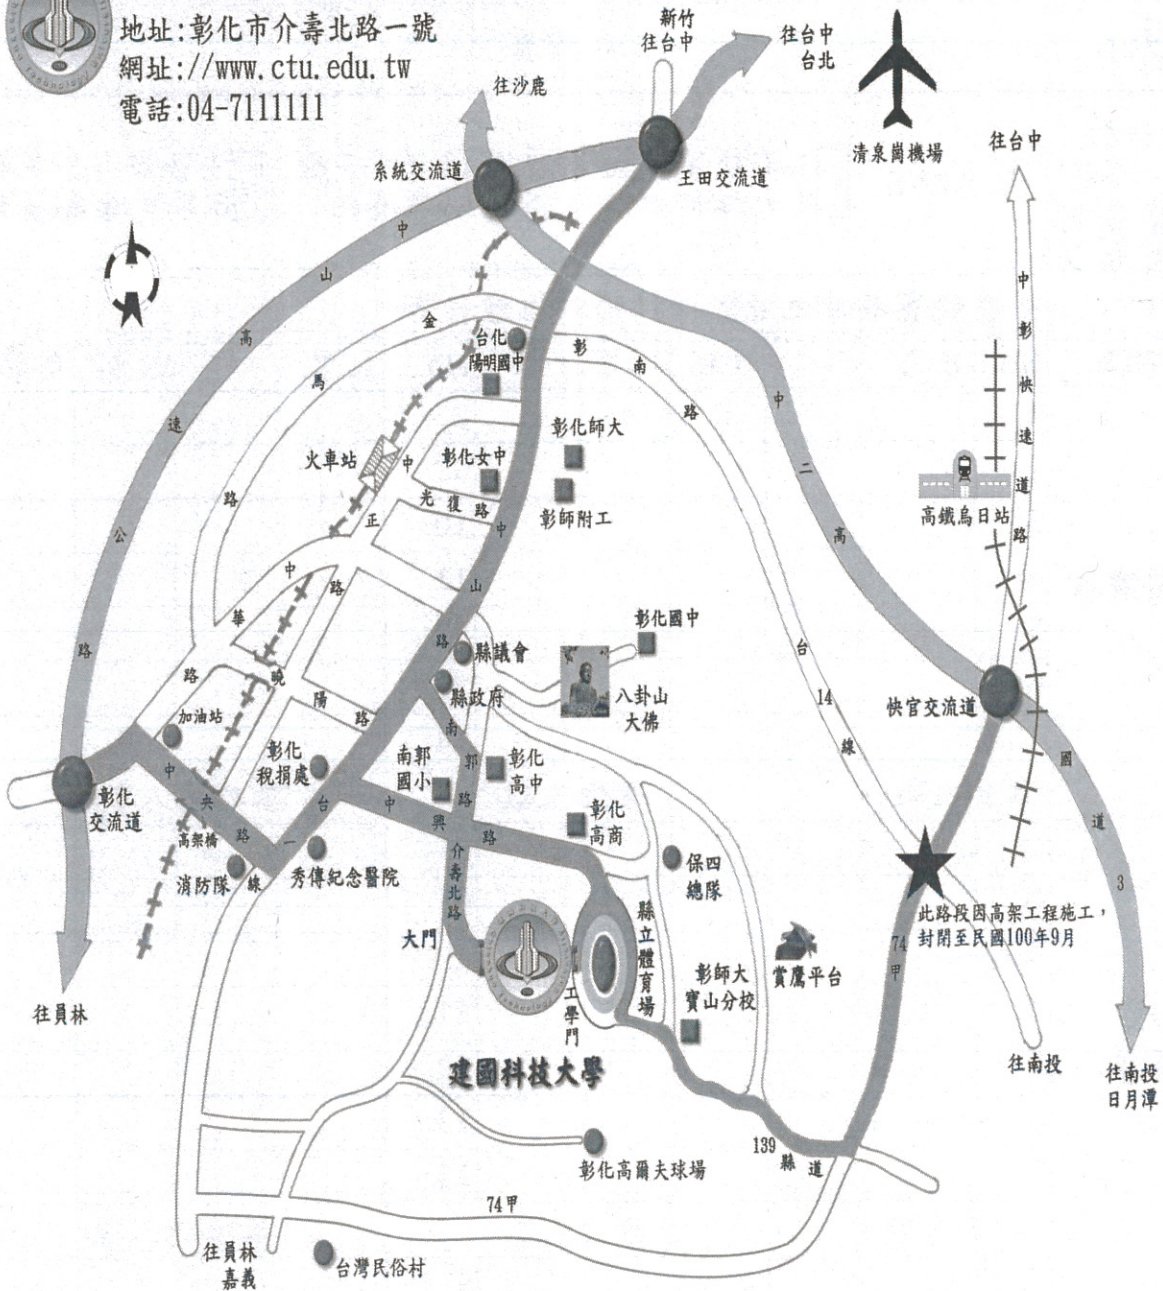 地址:彰化市介壽北路一號
網址://www.ctu.edu.tw
電話:04-7111111
新竹
往台中
往台中
台北
清泉崗機場
往台中
往沙鹿
系統交流道
王田交流道
中山高速公路
金馬路
台化
陽明國中
彰南路
中二高
中彰快速道路
火車站
中正路
彰化女中
彰化師大
光復路
彰師附工
高鐵烏日站
中山路
中華路
曉陽路
縣議會
縣政府
彰化國中
八卦山
大佛
台14線
快官交流道
加油站
彰化
稅捐處
南郭路
南郭
國小
彰化
高中
彰化
交流道
中央路
高架橋
消防隊
台一線
秀傳紀念醫院
中興路
彰化
高商
保四
總隊
介壽北路
國道3
大門
工學門
縣立體育場
彰師大
寶山分校
賞鷹平台
此路段因高架工程施工,
封閉至民國100年9月
74甲
往員林
建國科技大學
往南投
往南投
日月潭
彰化高爾夫球場
139縣道
74甲
往員林
嘉義
台灣民俗村